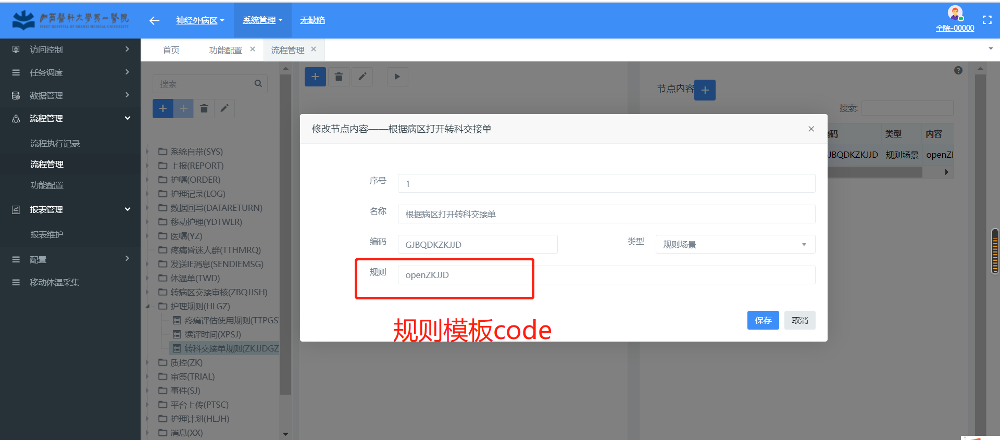 山西醫科大學第一醫院
FIRST HOSPITAL OF SHANXI MEDICAL UNIVERSITY
神经外病区
系统管理
无缺陷
全院-00000
访问控制
任务调度
数据管理
流程管理
流程执行记录
流程管理
功能配置
报表管理
报表维护
配置
移动体温采集
首页
功能配置 ×
流程管理 ×
搜索
系统自带(SYS)
上报(REPORT)
护嘱(ORDER)
护理记录(LOG)
数据回写(DATARETURN)
移动护理(YDTWLR)
医嘱(YZ)
疼痛昏迷人群(TTHMRQ)
发送IE消息(SENDIEMSG)
体温单(TWD)
转病区交接审核(ZBQJJSH)
护理规则(HLGZ)
疼痛评估使用规则(TTPGSY
续评时间(XPSJ)
转科交接单规则(ZKJJDGZ
质控(ZK)
审签(TRIAL)
事件(SJ)
平台上传(PTSC)
护理计划(HLJH)
消息(XX)
节点内容
搜索:
编码 类型 内容
JBQDKZKJJD 规则场景 openZI
修改节点内容——根据病区打开转科交接单 ×
序号 1
名称 根据病区打开转科交接单
编码 GJBQDKZKJJD 类型 规则场景
规则 openZKJJD
保存 取消
规则模板code